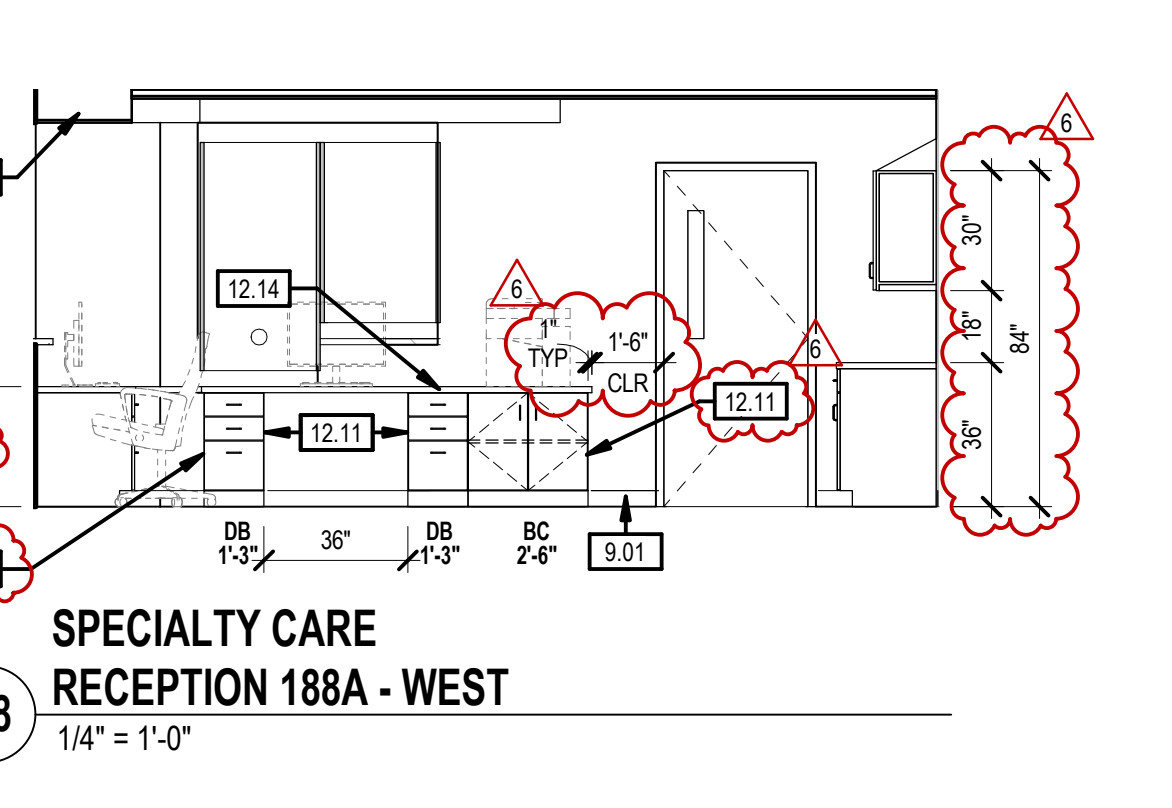 6
30"
18"
84"
36"
12.14
6
1"
TYP
1'-6"
CLR
6
12.11
12.11
DB
1'-3"
36"
DB
1'-3"
BC
2'-6"
9.01
SPECIALTY CARE
RECEPTION 188A - WEST
1/4" = 1'-0"